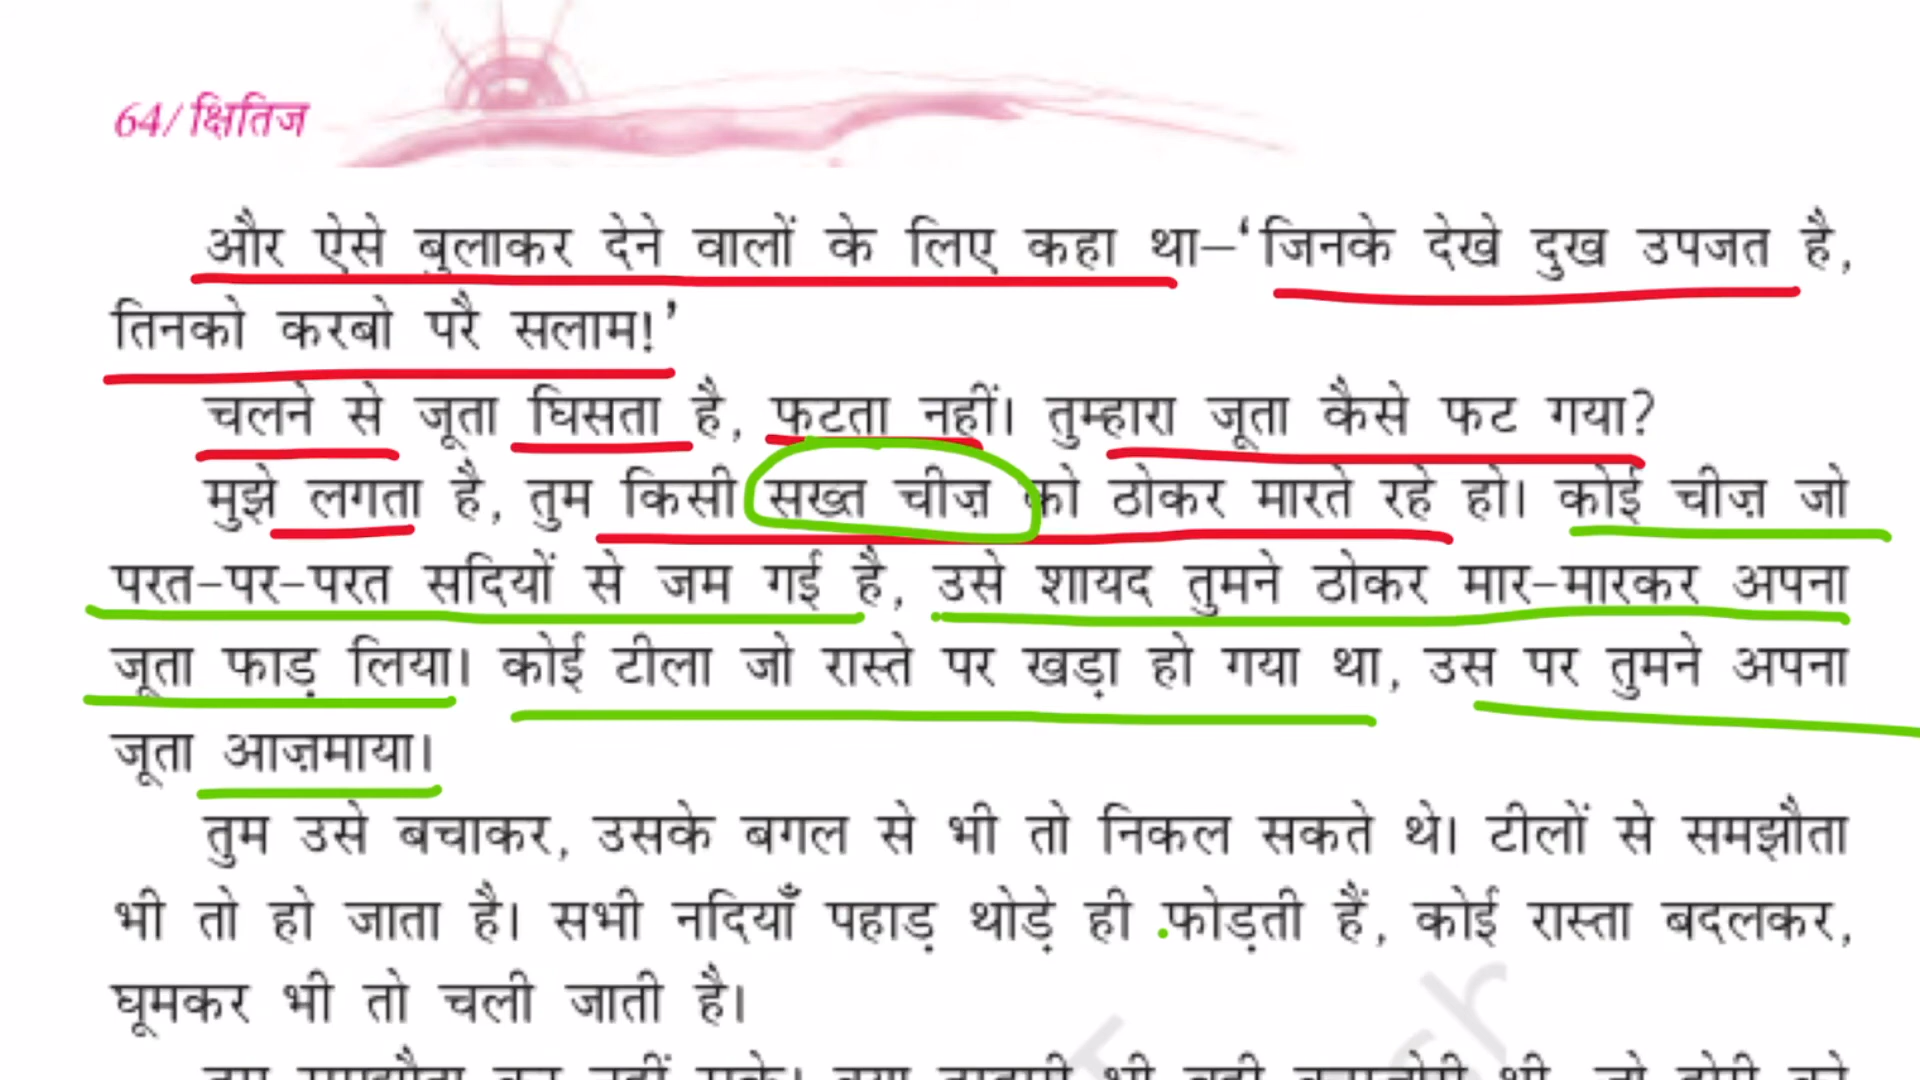 64/ क्षितिज
और ऐसे बुलाकर देने वालों के लिए कहा था–‘जिनके देखे दुख उपजत है,
तिनको करबो परै सलाम!’
चलने से जूता घिसता है, फटता नहीं। तुम्हारा जूता कैसे फट गया?
मुझे लगता है, तुम किसी सख्त चीज़ को ठोकर मारते रहे हो। कोई चीज़ जो
परत-पर-परत सदियों से जम गई है, उसे शायद तुमने ठोकर मार-मारकर अपना
जूता फाड़ लिया। कोई टीला जो रास्ते पर खड़ा हो गया था, उस पर तुमने अपना
जूता आज़माया।
तुम उसे बचाकर, उसके बगल से भी तो निकल सकते थे। टीलों से समझौता
भी तो हो जाता है। सभी नदियाँ पहाड़ थोड़े ही फोड़ती हैं, कोई रास्ता बदलकर,
घूमकर भी तो चली जाती है।